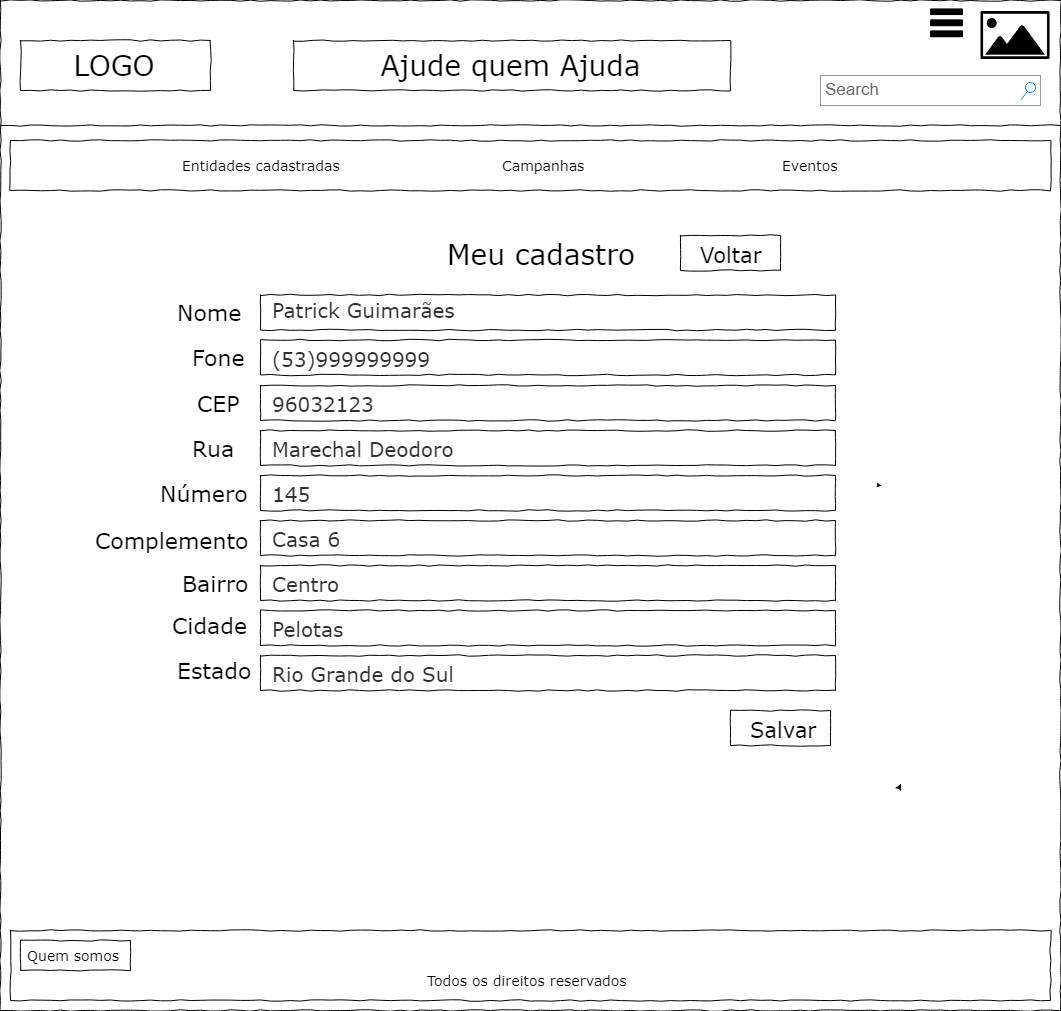 LOGO
Ajude quem Ajuda
Search
Entidades cadastradas
Campanhas
Eventos
Meu cadastro
Voltar
Nome
Patrick Guimarães
Fone
(53)999999999
CEP
96032123
Rua
Marechal Deodoro
Número
145
Complemento
Casa 6
Bairro
Centro
Cidade
Pelotas
Estado
Rio Grande do Sul
Salvar
Quem somos
Todos os direitos reservados